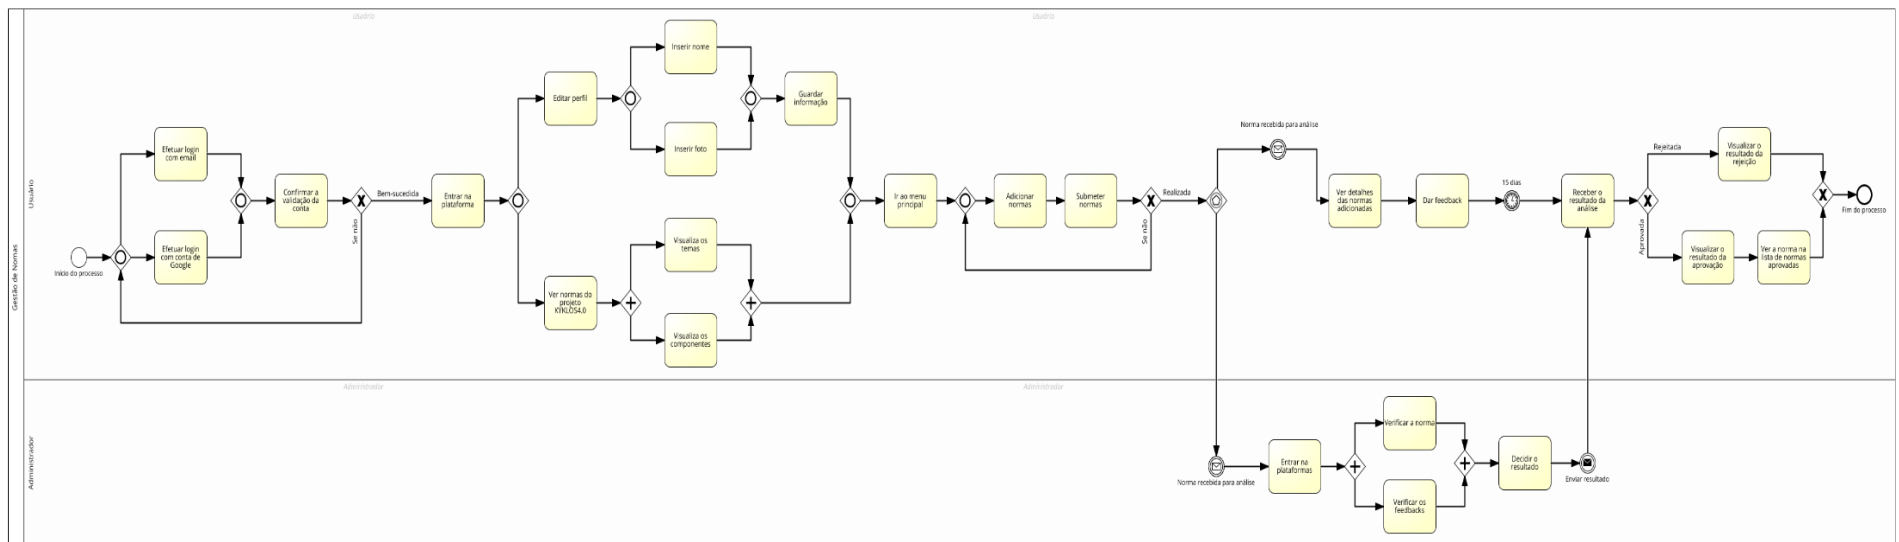 Usuário
Usuário
Gestão de Nomas
Usuário
Início do processo
Efetuar login
com email
Efetuar login
com conta de
Google
Confirmar a
validação da
conta
Bem-sucedida
Se não
Entrar na
plataforma
Editar perfil
Inserir nome
Inserir foto
Guardar
informação
Ver normas do
projeto
KYKLOS4.0
Visualiza os
temas
Visualiza os
componentes
Ir ao menu
principal
Adicionar
normas
Submeter
normas
Realizada
Se não
Norma recebida para análise
Ver detalhes
das normas
adicionadas
Dar feedback
15 dias
Receber o
resultado da
análise
Rejeitada
Aprovada
Visualizar o
resultado da
rejeição
Visualizar o
resultado da
aprovação
Ver a norma na
lista de normas
aprovadas
Fim do processo
Administrador
Administrador
Administrador
Norma recebida para análise
Entrar na
plataformas
Verificar a norma
Verificar os
feedbacks
Decidir o
resultado
Enviar resultado